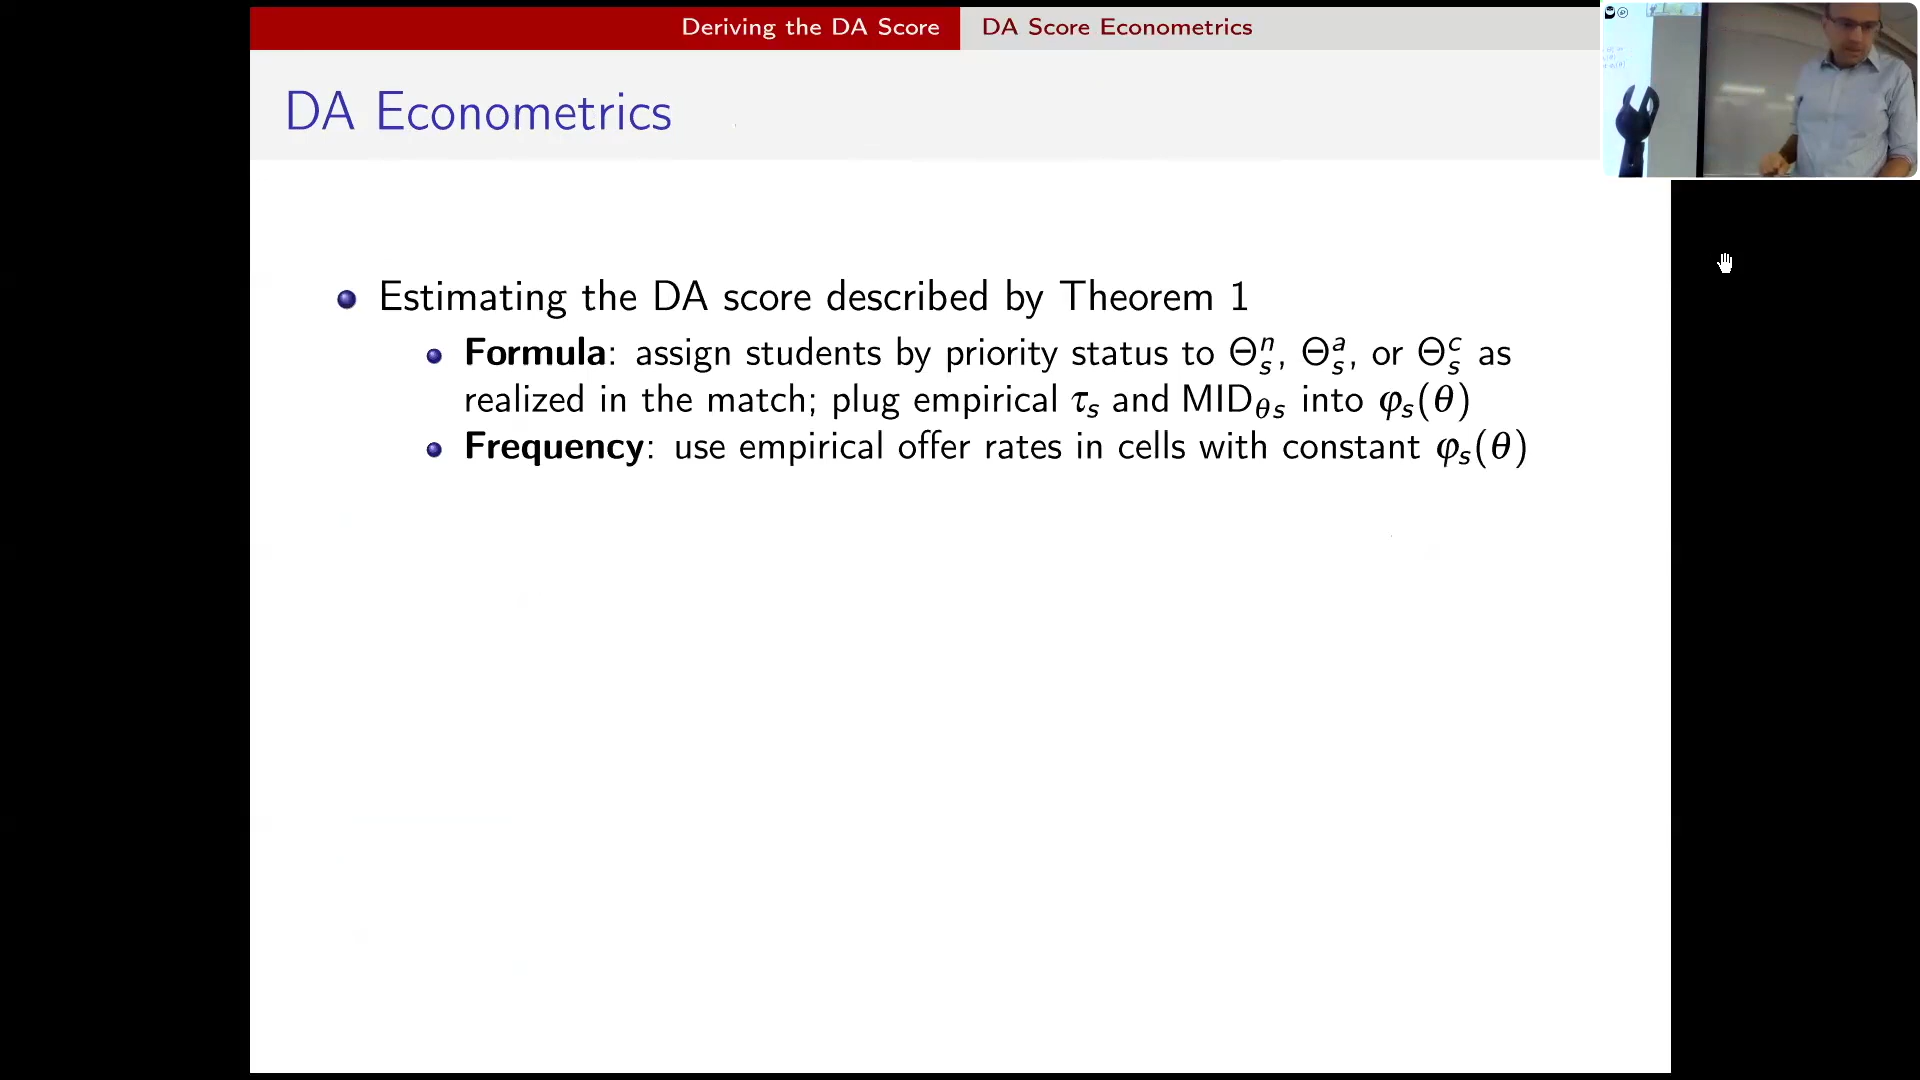 Deriving the DA Score DA Score Econometrics
DA Econometrics
Estimating the DA score described by Theorem 1
Formula: assign students by priority status to Θₛⁿ, Θₛᵃ, or Θₛᶜ as
realized in the match; plug empirical τₛ and MID_θs into φₛ(θ)
Frequency: use empirical offer rates in cells with constant φₛ(θ)